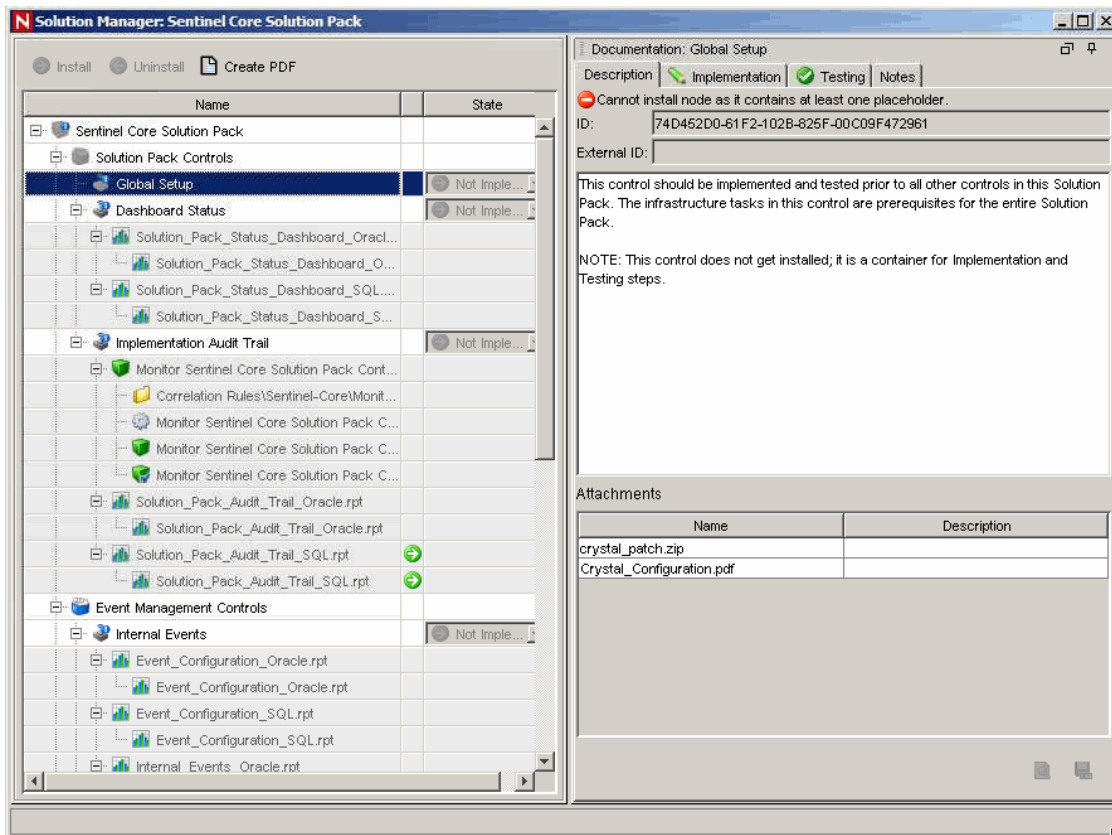 Solution Manager: Sentinel Core Solution Pack
Install Uninstall Create PDF
Name State
Sentinel Core Solution Pack
Solution Pack Controls
Global Setup Not Imple...
Dashboard Status Not Imple...
Solution_Pack_Status_Dashboard_Oracl...
Solution_Pack_Status_Dashboard_O...
Solution_Pack_Status_Dashboard_SQL....
Solution_Pack_Status_Dashboard_S...
Implementation Audit Trail Not Imple...
Monitor Sentinel Core Solution Pack Cont...
Correlation Rules\Sentinel-Core\Monit...
Monitor Sentinel Core Solution Pack C...
Monitor Sentinel Core Solution Pack C...
Monitor Sentinel Core Solution Pack C...
Solution_Pack_Audit_Trail_Oracle.rpt
Solution_Pack_Audit_Trail_Oracle.rpt
Solution_Pack_Audit_Trail_SQL.rpt
Solution_Pack_Audit_Trail_SQL.rpt
Event Management Controls
Internal Events Not Imple...
Event_Configuration_Oracle.rpt
Event_Configuration_Oracle.rpt
Event_Configuration_SQL.rpt
Event_Configuration_SQL.rpt
Internal_Events_Oracle.rpt
Documentation: Global Setup
Description Implementation Testing Notes
Cannot install node as it contains at least one placeholder.
ID: 74D452D0-61F2-102B-825F-00C09F472961
External ID:
This control should be implemented and tested prior to all other controls in this Solution
Pack. The infrastructure tasks in this control are prerequisites for the entire Solution
Pack.
NOTE: This control does not get installed; it is a container for Implementation and
Testing steps.
Attachments
Name Description
crystal_patch.zip
Crystal_Configuration.pdf